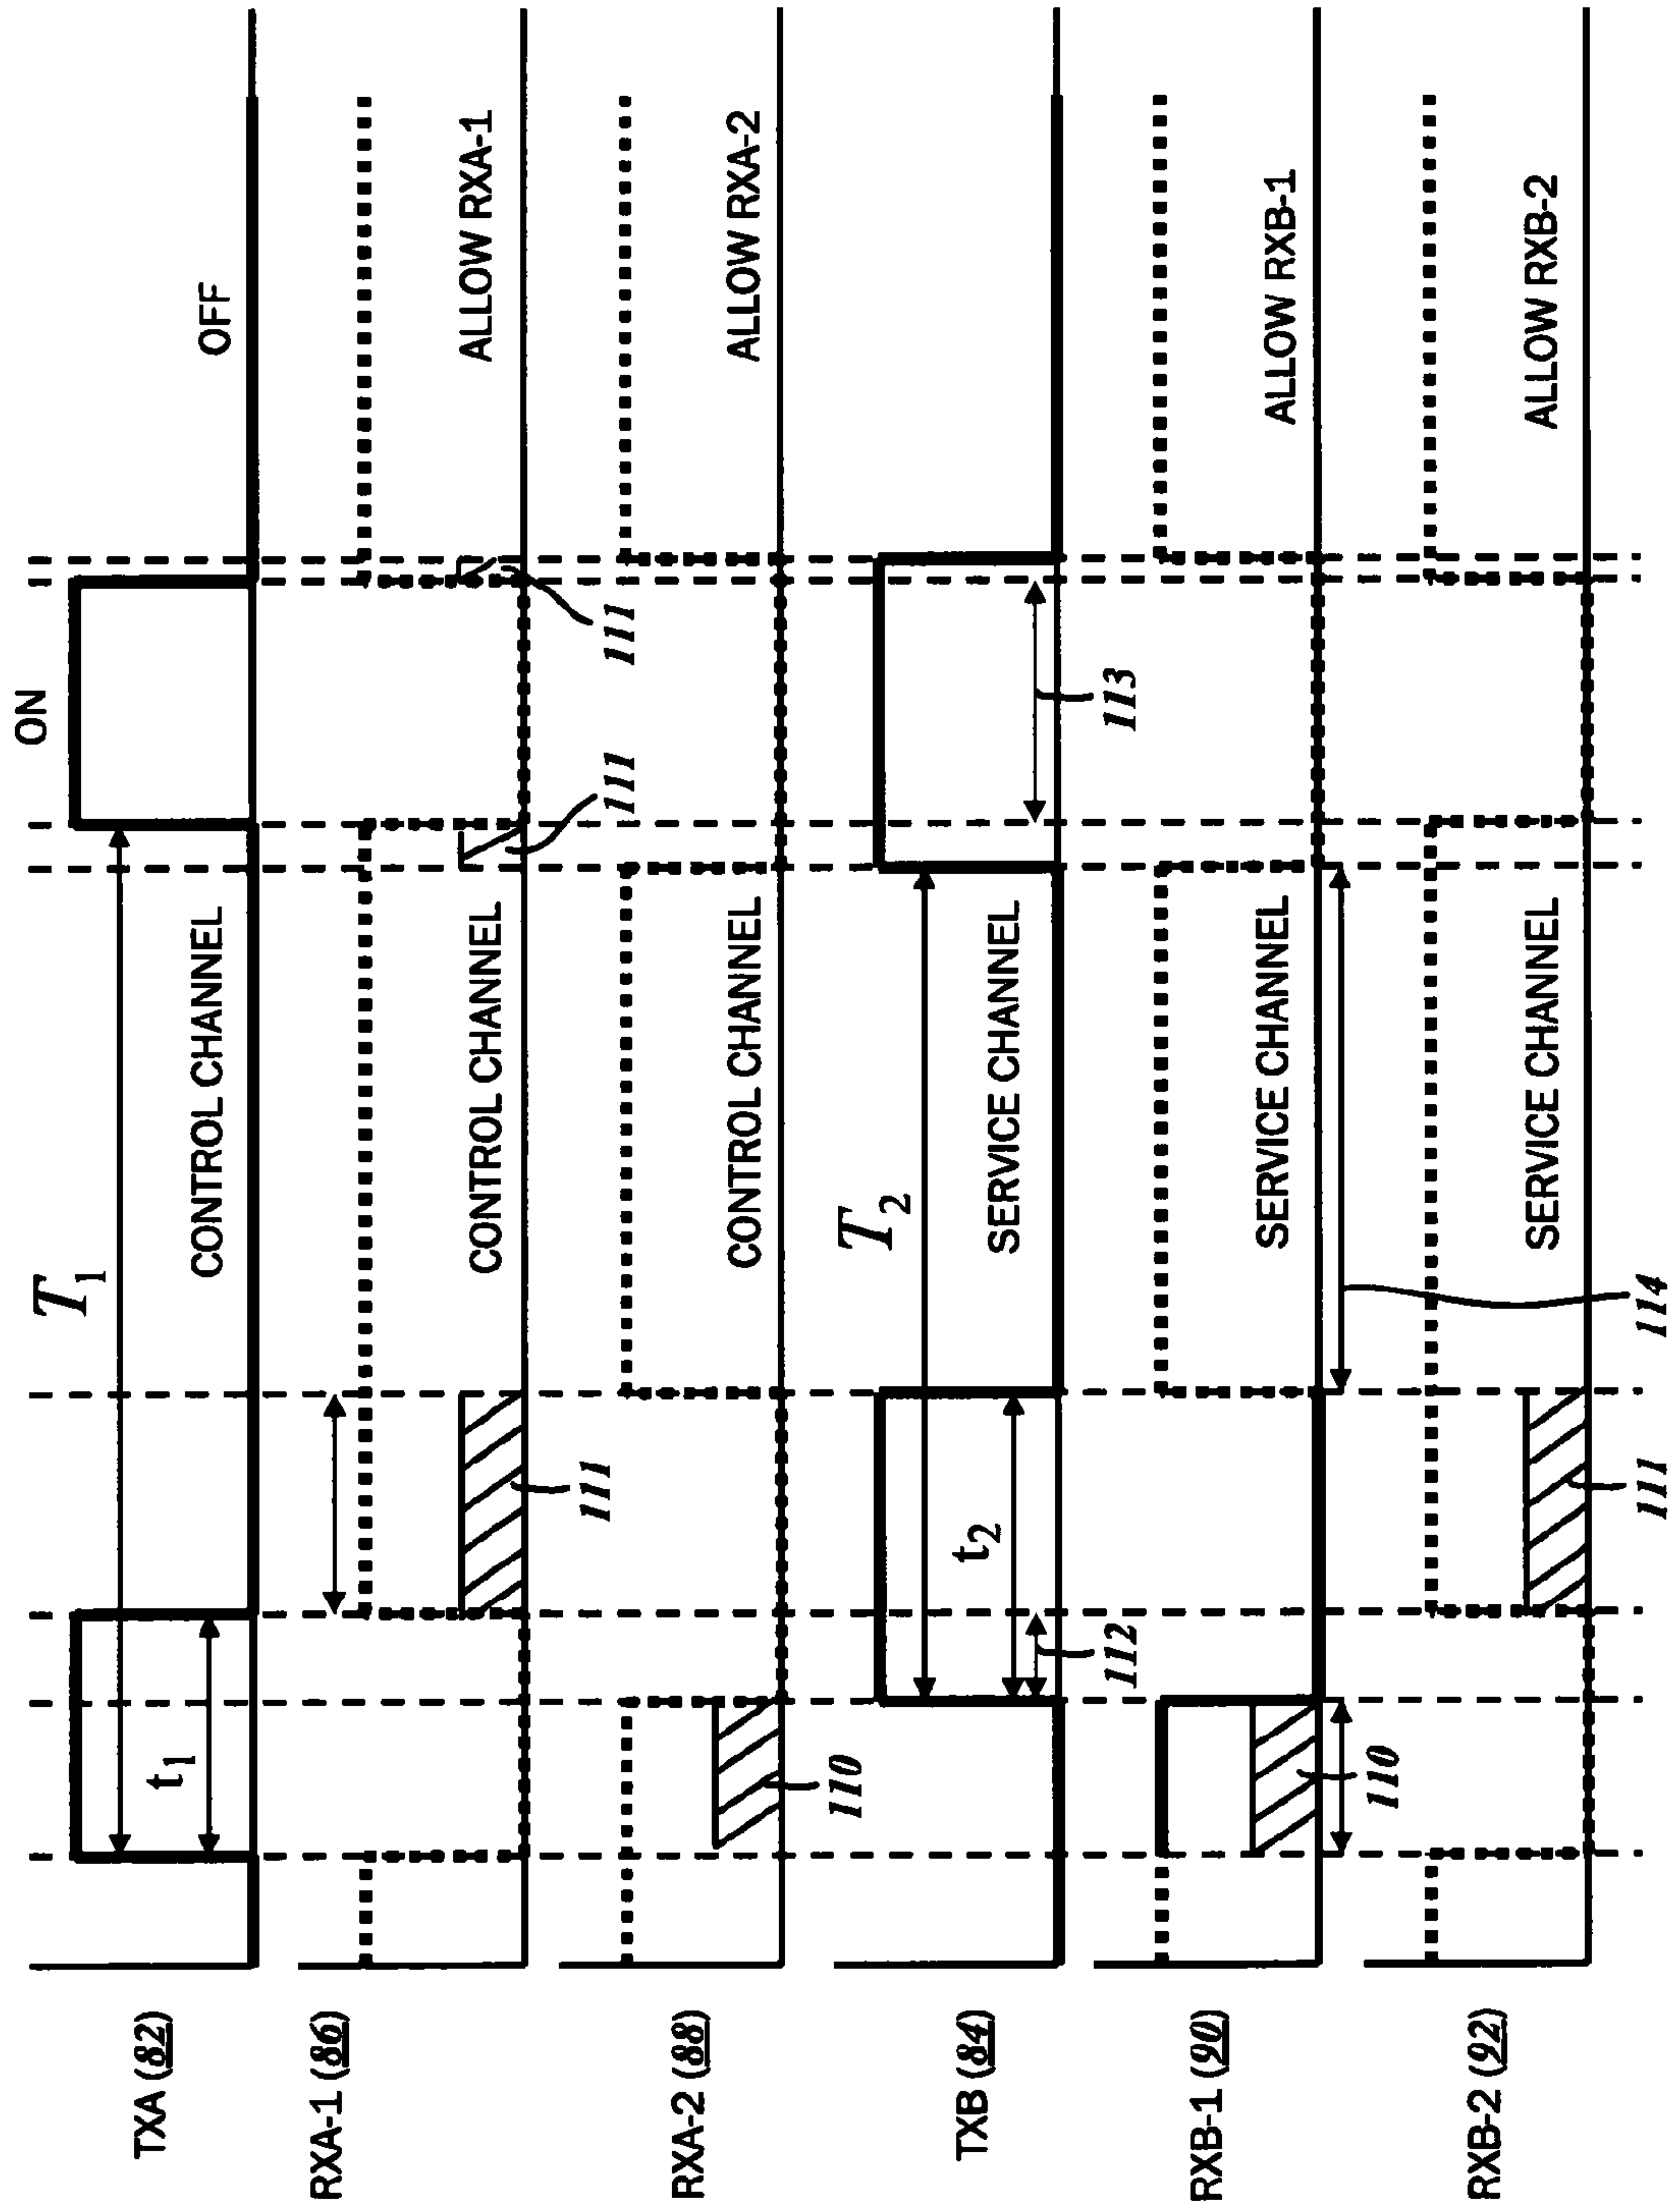 ON
OFF
T1
t1
CONTROL CHANNEL
TXA (82)
111
CONTROL CHANNEL
111
111
ALLOW RXA-1
RXA-1 (86)
110
CONTROL CHANNEL
ALLOW RXA-2
RXA-2 (88)
T2
t2
112
SERVICE CHANNEL
113
TXB (84)
110
SERVICE CHANNEL
114
ALLOW RXB-1
RXB-1 (90)
111
SERVICE CHANNEL
ALLOW RXB-2
RXB-2 (92)